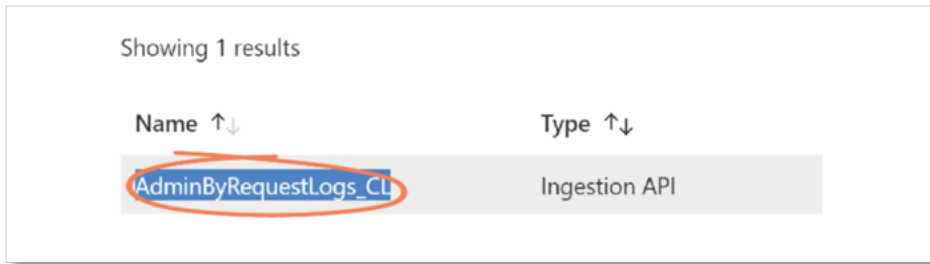 Showing 1 results
Name ↑↓ Type ↑↓
AdminByRequestLogs_CL Ingestion API